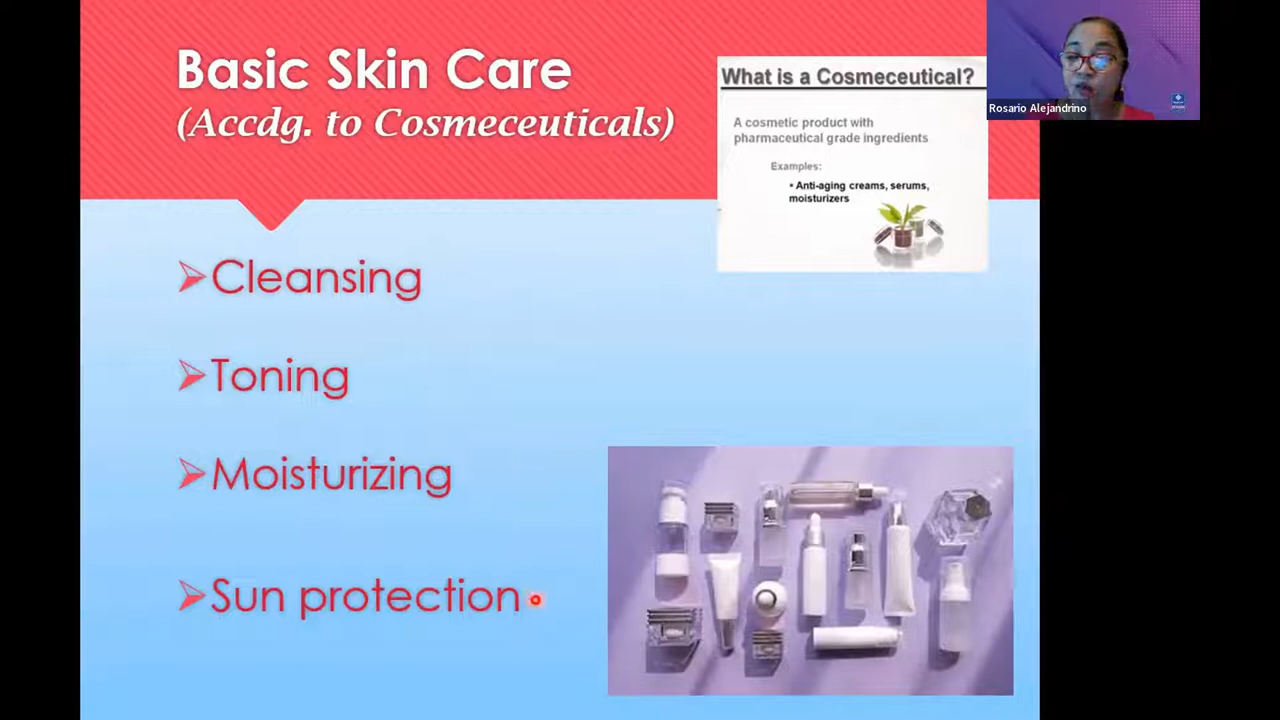 Basic Skin Care
(Accdg. to Cosmeceuticals)
What is a Cosmeceutical?
A cosmetic product with
pharmaceutical grade ingredients
Examples:
• Anti-aging creams, serums,
moisturizers
Rosario Alejandrino
➢Cleansing
➢Toning
➢Moisturizing
➢Sun protection